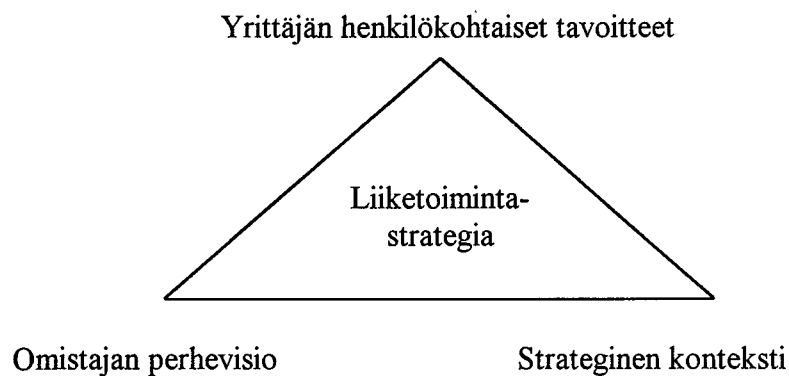 Yrittäjän henkilökohtaiset tavoitteet
Liiketoiminta-
strategia
Omistajan perhevisio
Strateginen konteksti